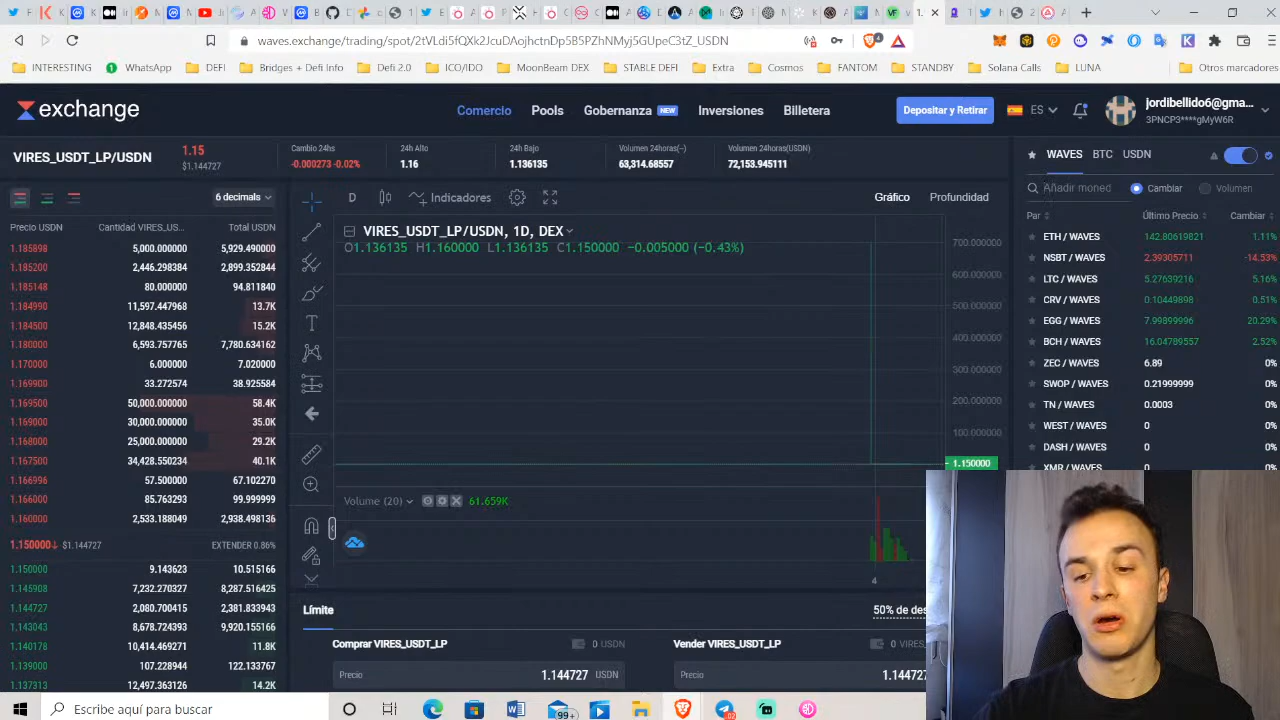 waves.exchange/trading/spot/2tVLdi5fQXk2JcuDAojhctnDp5B5PZhNMyj5GUpeC3tZ_USDN
4
INTERESTING
1 WhatsApp
DEFI
Bridges + Defi Info
Defi 2.0
ICO/IDO
MoonBeam DEX
STABLE DEFI
Extra
Cosmos
FANTOM
STANDBY
Solana Calls
LUNA
Otros marcadores
exchange
Comercio
Pools
Gobernanza NEW
Inversiones
Billetera
Depositar y Retirar
ES
jordibellido6@gma...
3PNCP3****gMyW6R
VIRES_USDT_LP/USDN
1.15
$1.144727
Cambio 24hs
-0.000273 -0.02%
24h Alto
1.16
24h Bajo
1.136135
Volumen 24horas(--)
63,314.68557
Volumen 24horas(USDN)
72,153.945111
WAVES BTC USDN
6 decimals
D
Indicadores
Gráfico
Profundidad
Añadir moned
Cambiar
Volumen
Precio USDN Cantidad VIRES_US... Total USDN
1.185898 5,000.000000 5,929.490000
1.185200 2,446.298384 2,899.352844
1.185148 80.000000 94.811840
1.184990 11,597.447968 13.7K
1.184500 12,848.435456 15.2K
1.180000 6,593.757765 7,780.634162
1.170000 6.000000 7.020000
1.169900 33.272574 38.925584
1.169500 50,000.000000 58.4K
1.169000 30,000.000000 35.0K
1.168000 25,000.000000 29.2K
1.167500 34,428.550234 40.1K
1.166996 57.500000 67.102270
1.166000 85.763293 99.999999
1.160000 2,533.188049 2,938.498136
1.150000↓ $1.144727 EXTENDER 0.86%
1.150000 9.143623 10.515166
1.145908 7,232.270327 8,287.516425
1.144727 2,080.700415 2,381.833943
1.143043 8,678.724393 9,920.155166
1.140178 10,414.469271 11.8K
1.139000 107.228944 122.133767
1.137313 12,497.363126 14.2K
VIRES_USDT_LP/USDN, 1D, DEX
O1.136135 H1.160000 L1.136135 C1.150000 −0.005000 (−0.43%)
700.000000
600.000000
500.000000
400.000000
300.000000
200.000000
100.000000
1.150000
Volume (20) 61.659K
4
Par Último Precio Cambiar
ETH / WAVES 142.80619821 1.11%
NSBT / WAVES 2.39305711 -14.53%
LTC / WAVES 5.27639216 5.16%
CRV / WAVES 0.10449898 0.51%
EGG / WAVES 7.99899996 20.29%
BCH / WAVES 16.04789557 2.52%
ZEC / WAVES 6.89 0%
SWOP / WAVES 0.21999999 0%
TN / WAVES 0.0003 0%
WEST / WAVES 0 0%
DASH / WAVES 0 0%
XMR / WAVES 0 0%
Límite
50% de des
Comprar VIRES_USDT_LP 0 USDN
Precio 1.144727 USDN
Vender VIRES_USDT_LP 0 VIRES
Precio 1.144727
Escribe aquí para buscar
99+